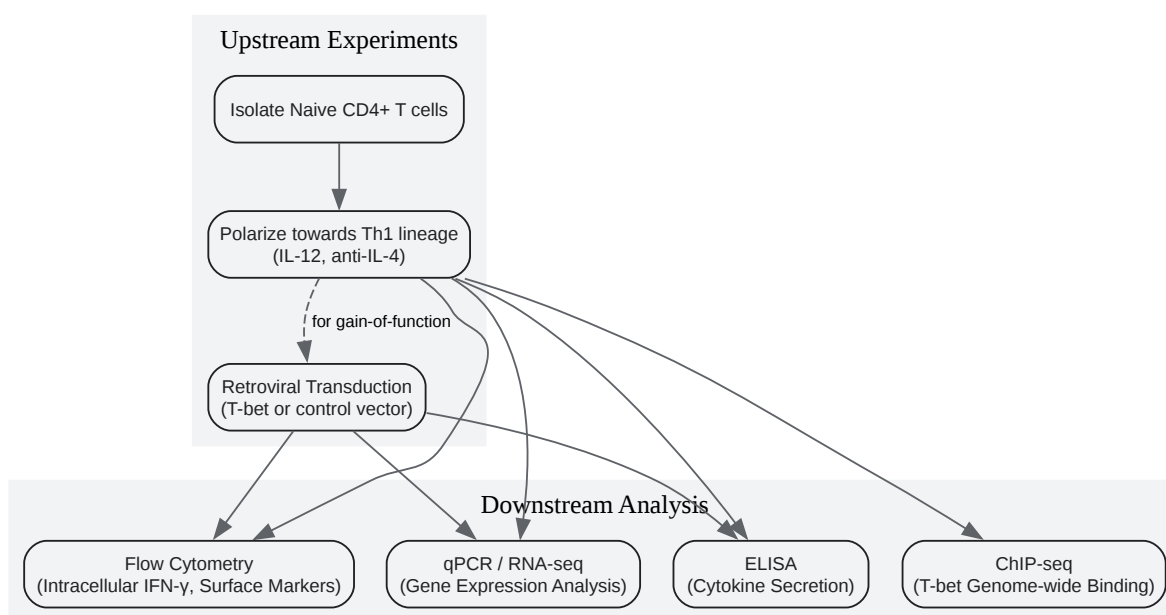 Upstream Experiments
Isolate Naive CD4+ T cells
Polarize towards Th1 lineage
(IL-12, anti-IL-4)
for gain-of-function
Retroviral Transduction
(T-bet or control vector)
Downstream Analysis
Flow Cytometry
(Intracellular IFN-γ, Surface Markers)
qPCR / RNA-seq
(Gene Expression Analysis)
ELISA
(Cytokine Secretion)
ChIP-seq
(T-bet Genome-wide Binding)